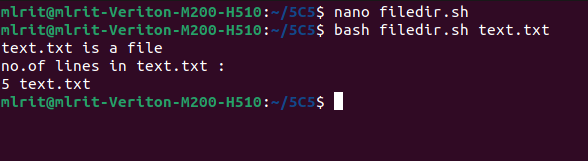 mlrit@mlrit-Veriton-M200-H510:~/5C5$ nano filedir.sh
mlrit@mlrit-Veriton-M200-H510:~/5C5$ bash filedir.sh text.txt
text.txt is a file
no.of lines in text.txt :
5 text.txt
mlrit@mlrit-Veriton-M200-H510:~/5C5$